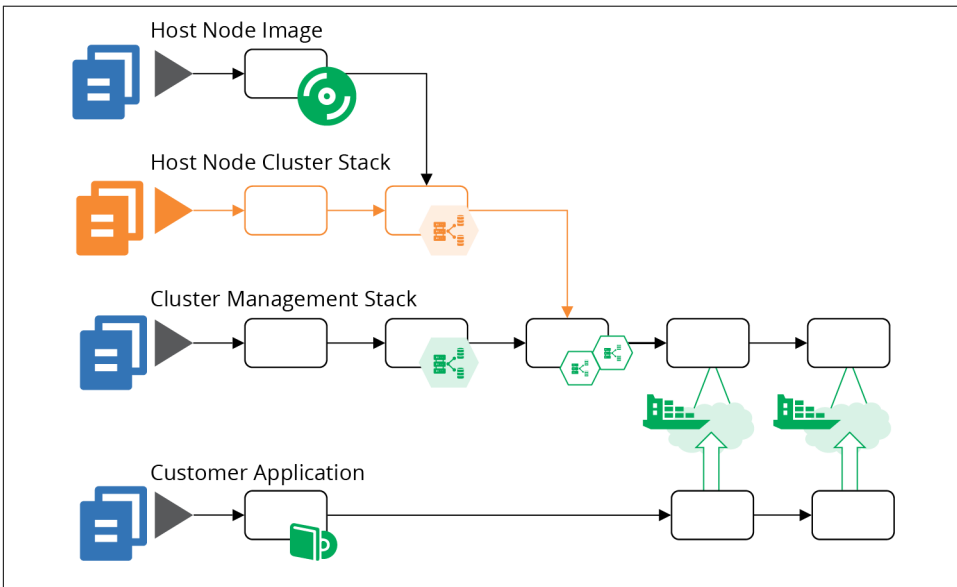 Host Node Image
Host Node Cluster Stack
Cluster Management Stack
Customer Application